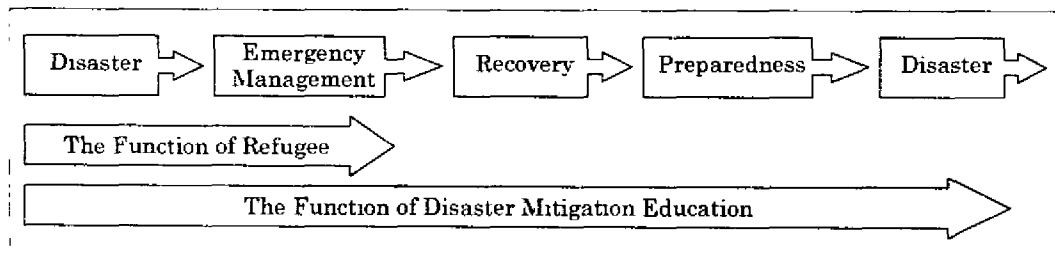 Disaster
Emergency
Management
Recovery
Preparedness
Disaster
The Function of Refugee
The Function of Disaster Mitigation Education